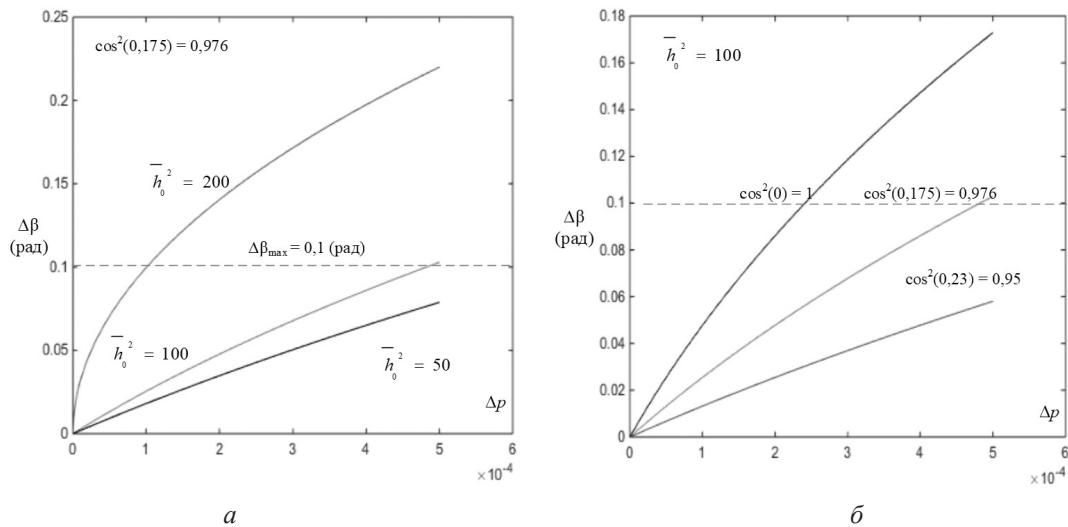 0.25
cos²(0,175) = 0,976
0.2
h̅₀² = 200
0.15
Δβ
(рад)
Δβmax = 0,1 (рад)
0.1
h̅₀² = 100
h̅₀² = 50
0.05
Δp
0
0 1 2 3 4 5 6
×10⁻⁴
а
0.18
h̅₀² = 100
0.16
0.14
0.12
cos²(0) = 1
cos²(0,175) = 0,976
0.1
Δβ
(рад)
0.08
cos²(0,23) = 0,95
0.06
0.04
0.02
Δp
0
0 1 2 3 4 5 6
×10⁻⁴
б